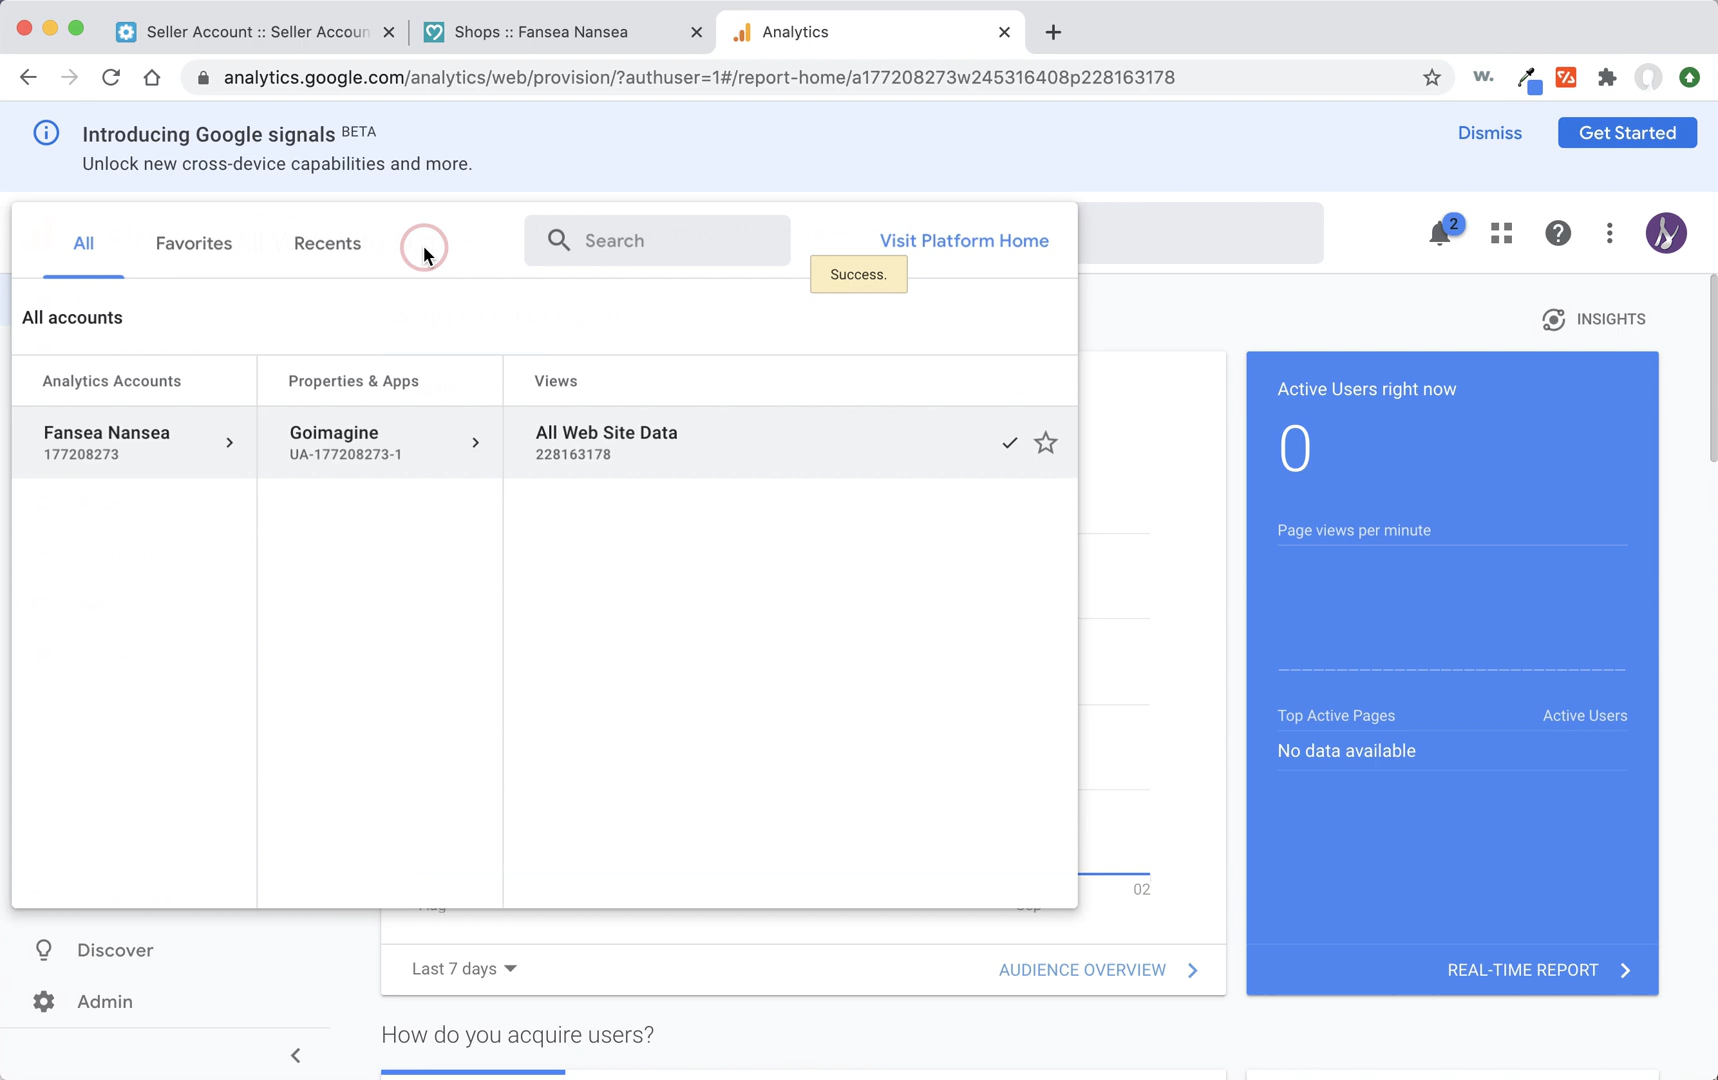 Seller Account :: Seller Accoun
Shops :: Fansea Nansea
Analytics
analytics.google.com/analytics/web/provision/?authuser=1#/report-home/a177208273w245316408p228163178
w.
Introducing Google signals BETA
Unlock new cross-device capabilities and more.
Dismiss
Get Started
All
Favorites
Recents
Search
Visit Platform Home
Success.
2
All accounts
INSIGHTS
Analytics Accounts
Properties & Apps
Views
Fansea Nansea
177208273
Goimagine
UA-177208273-1
All Web Site Data
228163178
Active Users right now
0
Page views per minute
Top Active Pages
Active Users
No data available
02
Discover
Admin
Last 7 days
AUDIENCE OVERVIEW
REAL-TIME REPORT
How do you acquire users?